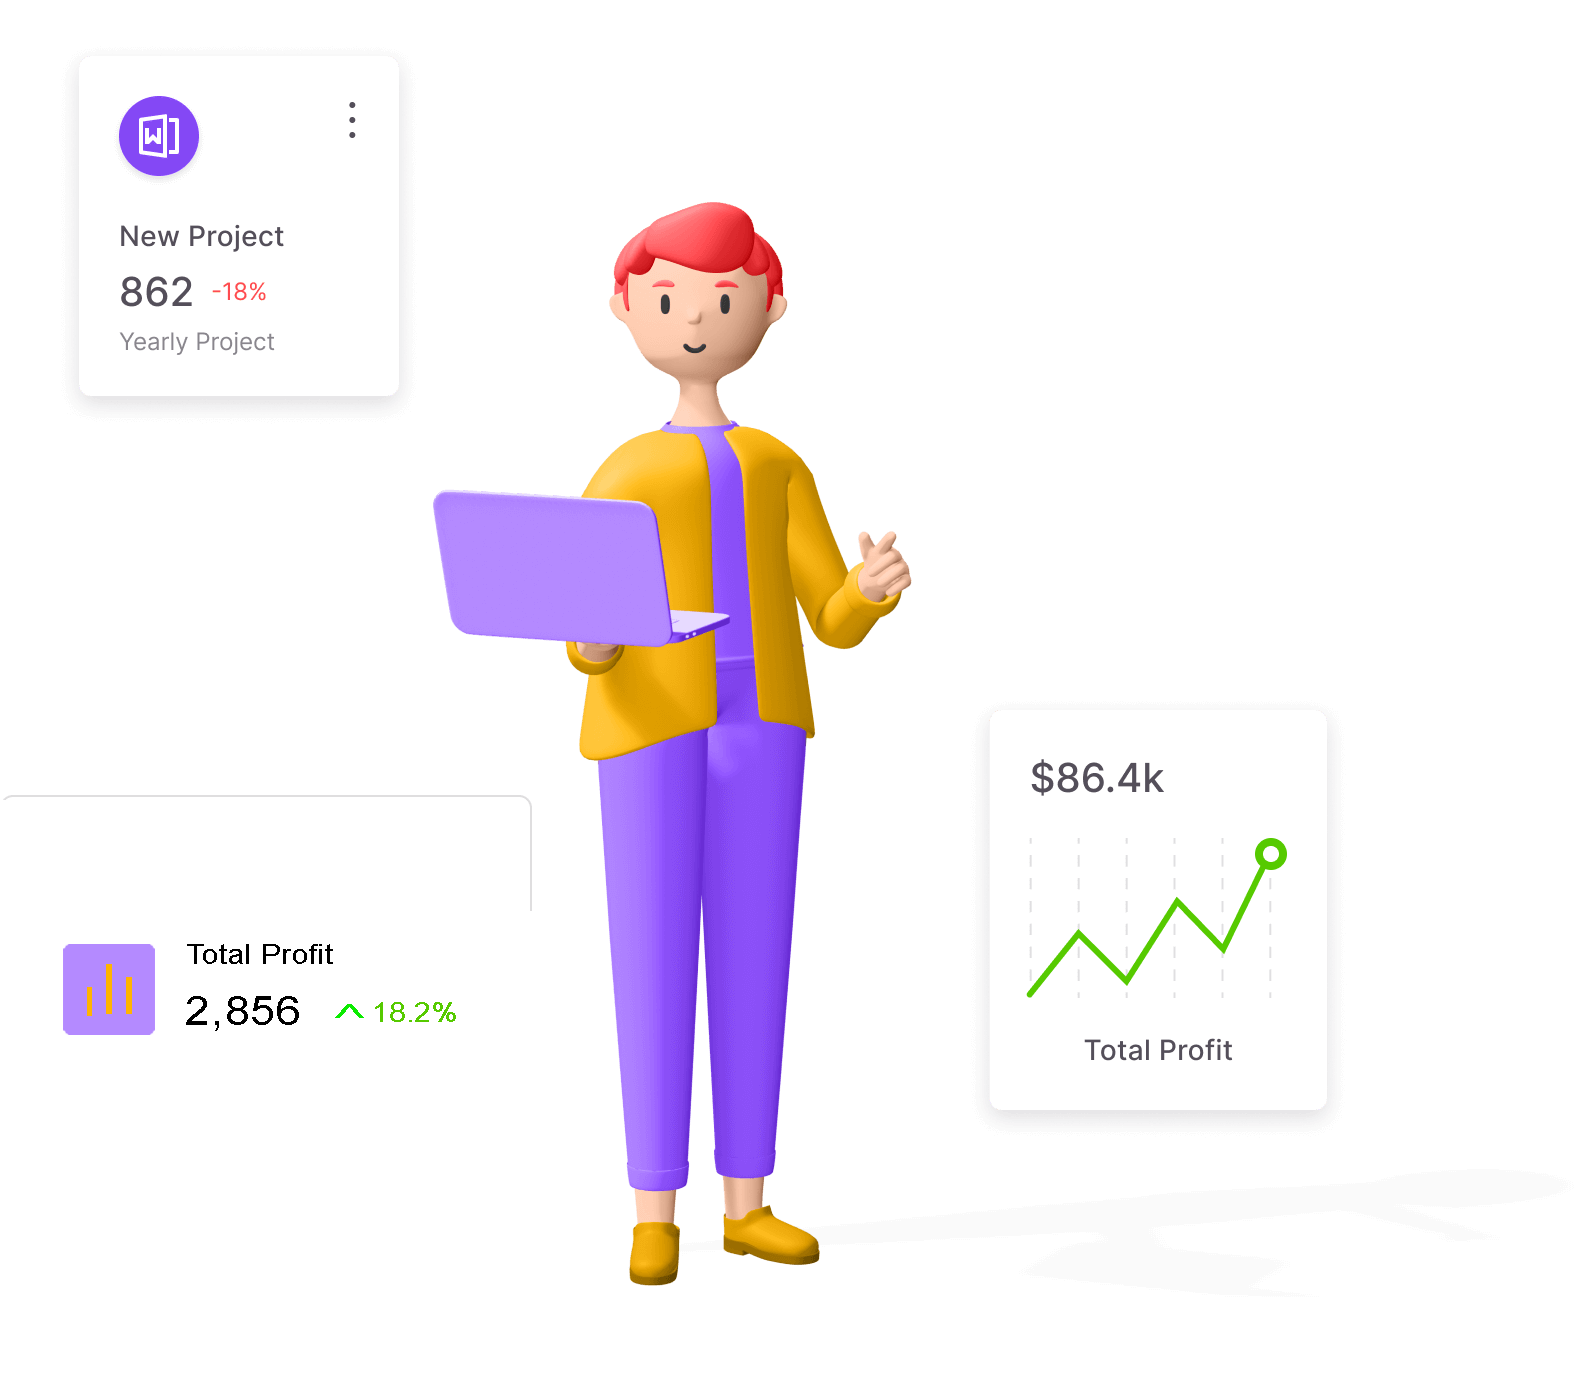 W
New Project
862 -18%
Yearly Project
$86.4k
Total Profit
Total Profit
2,856 18.2%